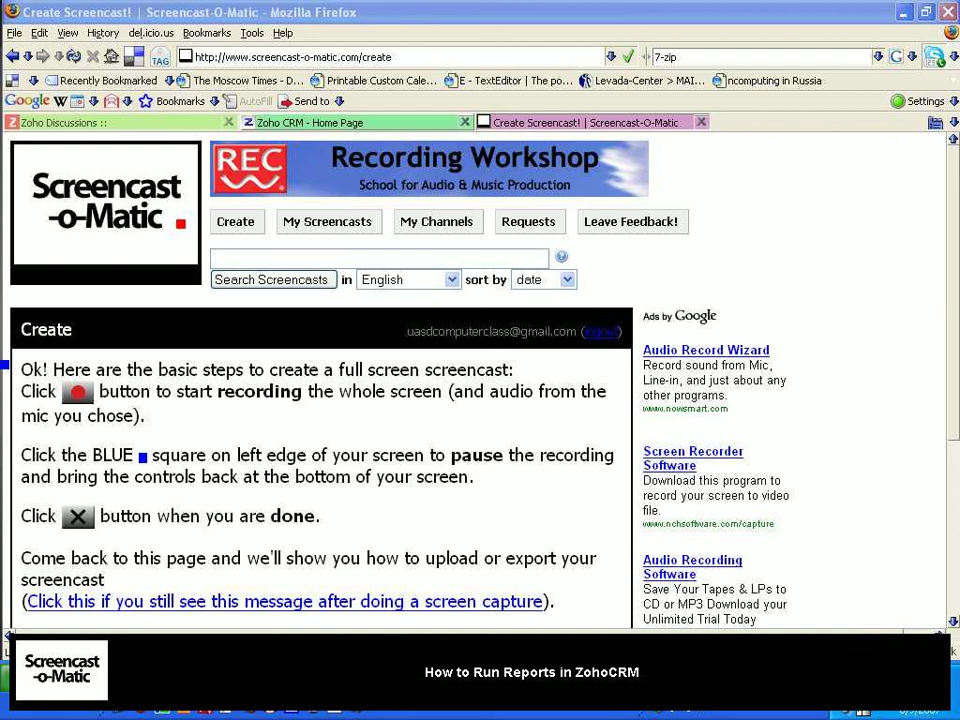 Create Screencast! | Screencast-O-Matic - Mozilla Firefox
File Edit View History del.icio.us Bookmarks Tools Help
TAG http://www.screencast-o-matic.com/create 7-zip
Recently Bookmarked The Moscow Times - D... Printable Custom Cale... E - TextEditor | The po... Levada-Center > MAI... ncomputing in Russia
Google Bookmarks AutoFill Send to Settings
Zoho Discussions :: Zoho CRM - Home Page Create Screencast! | Screencast-O-Matic
Screencast
-o-Matic
REC
Recording Workshop
School for Audio & Music Production
Create My Screencasts My Channels Requests Leave Feedback!
Search Screencasts in English sort by date
Create uasdcomputerclass@gmail.com (logout)
Ok! Here are the basic steps to create a full screen screencast:
Click button to start recording the whole screen (and audio from the
mic you chose).
Click the BLUE square on left edge of your screen to pause the recording
and bring the controls back at the bottom of your screen.
Click button when you are done.
Come back to this page and we'll show you how to upload or export your
screencast
(Click this if you still see this message after doing a screen capture).
Ads by Google
Audio Record Wizard
Record sound from Mic,
Line-in, and just about any
other programs.
www.nowsmart.com
Screen Recorder
Software
Download this program to
record your screen to video
file.
www.nchsoftware.com/capture
Audio Recording
Software
Save Your Tapes & LPs to
CD or MP3 Download your
Unlimited Trial Today
Screencast
-o-Matic
How to Run Reports in ZohoCRM